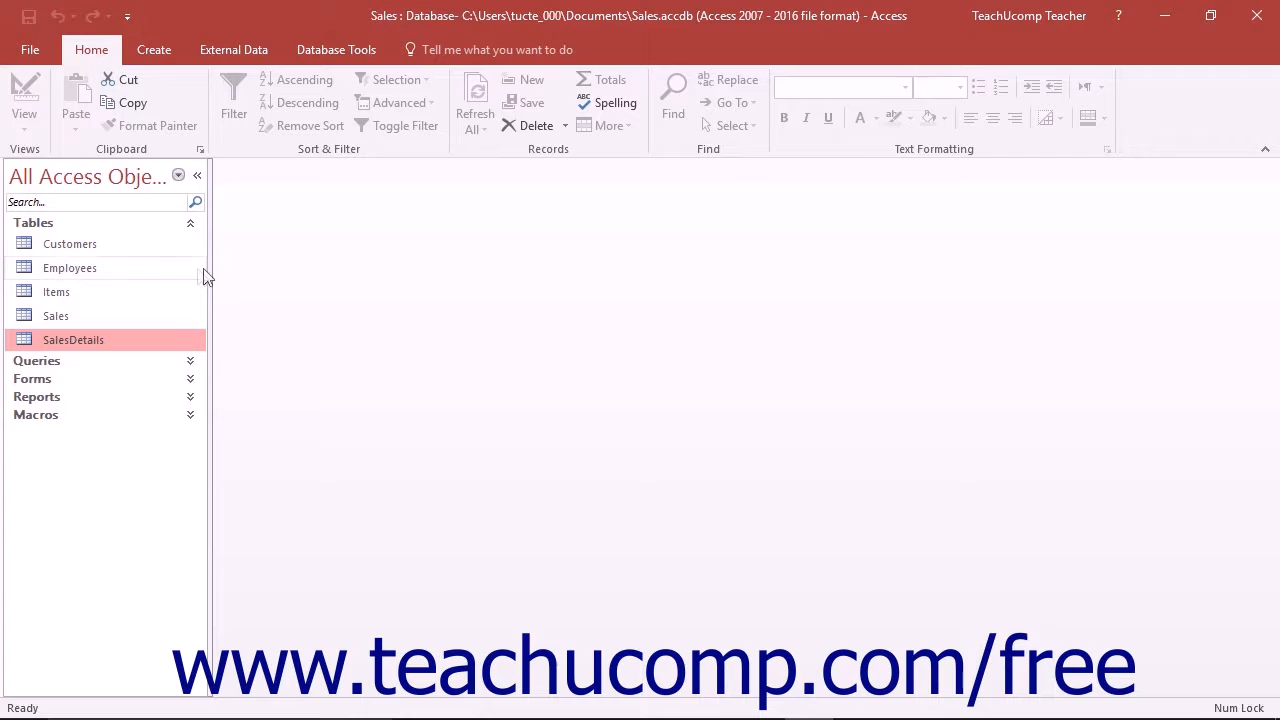 Sales : Database- C:\Users\tucte_000\Documents\Sales.accdb (Access 2007 - 2016 file format) - Access
TeachUcomp Teacher
?
File
Home
Create
External Data
Database Tools
Tell me what you want to do
View
Views
Paste
Cut
Copy
Format Painter
Clipboard
Filter
Ascending
Descending
Remove Sort
Selection
Advanced
Toggle Filter
Sort & Filter
Refresh
All
New
Save
Delete
Totals
Spelling
More
Records
Find
Replace
Go To
Select
Find
B I U A
Text Formatting
All Access Obje...
Search...
Tables
Customers
Employees
Items
Sales
SalesDetails
Queries
Forms
Reports
Macros
www.teachucomp.com/free
Ready
Num Lock